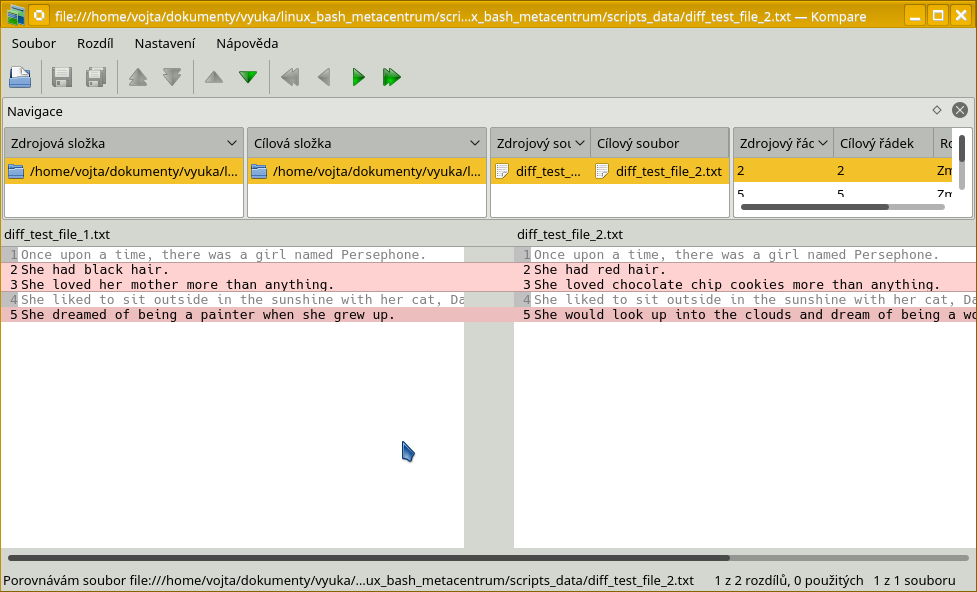 file:///home/vojta/dokumenty/vyuka/linux_bash_metacentrum/scri...x_bash_metacentrum/scripts_data/diff_test_file_2.txt — Kompare
Soubor Rozdíl Nastavení Nápověda
Navigace
Zdrojová složka Cílová složka Zdrojový sou Cílový soubor Zdrojový řác Cílový řádek
/home/vojta/dokumenty/vyuka/l... /home/vojta/dokumenty/vyuka/l... diff_test_... diff_test_file_2.txt 2 2 Zm
5 5 Zm
diff_test_file_1.txt diff_test_file_2.txt
1 Once upon a time, there was a girl named Persephone.
2 She had black hair.
3 She loved her mother more than anything.
4 She liked to sit outside in the sunshine with her cat, Da
5 She dreamed of being a painter when she grew up.
1 Once upon a time, there was a girl named Persephone.
2 She had red hair.
3 She loved chocolate chip cookies more than anything.
4 She liked to sit outside in the sunshine with her cat, Da
5 She would look up into the clouds and dream of being a wo
Porovnávám soubor file:///home/vojta/dokumenty/vyuka/...ux_bash_metacentrum/scripts_data/diff_test_file_2.txt 1 z 2 rozdílů, 0 použitých 1 z 1 souboru